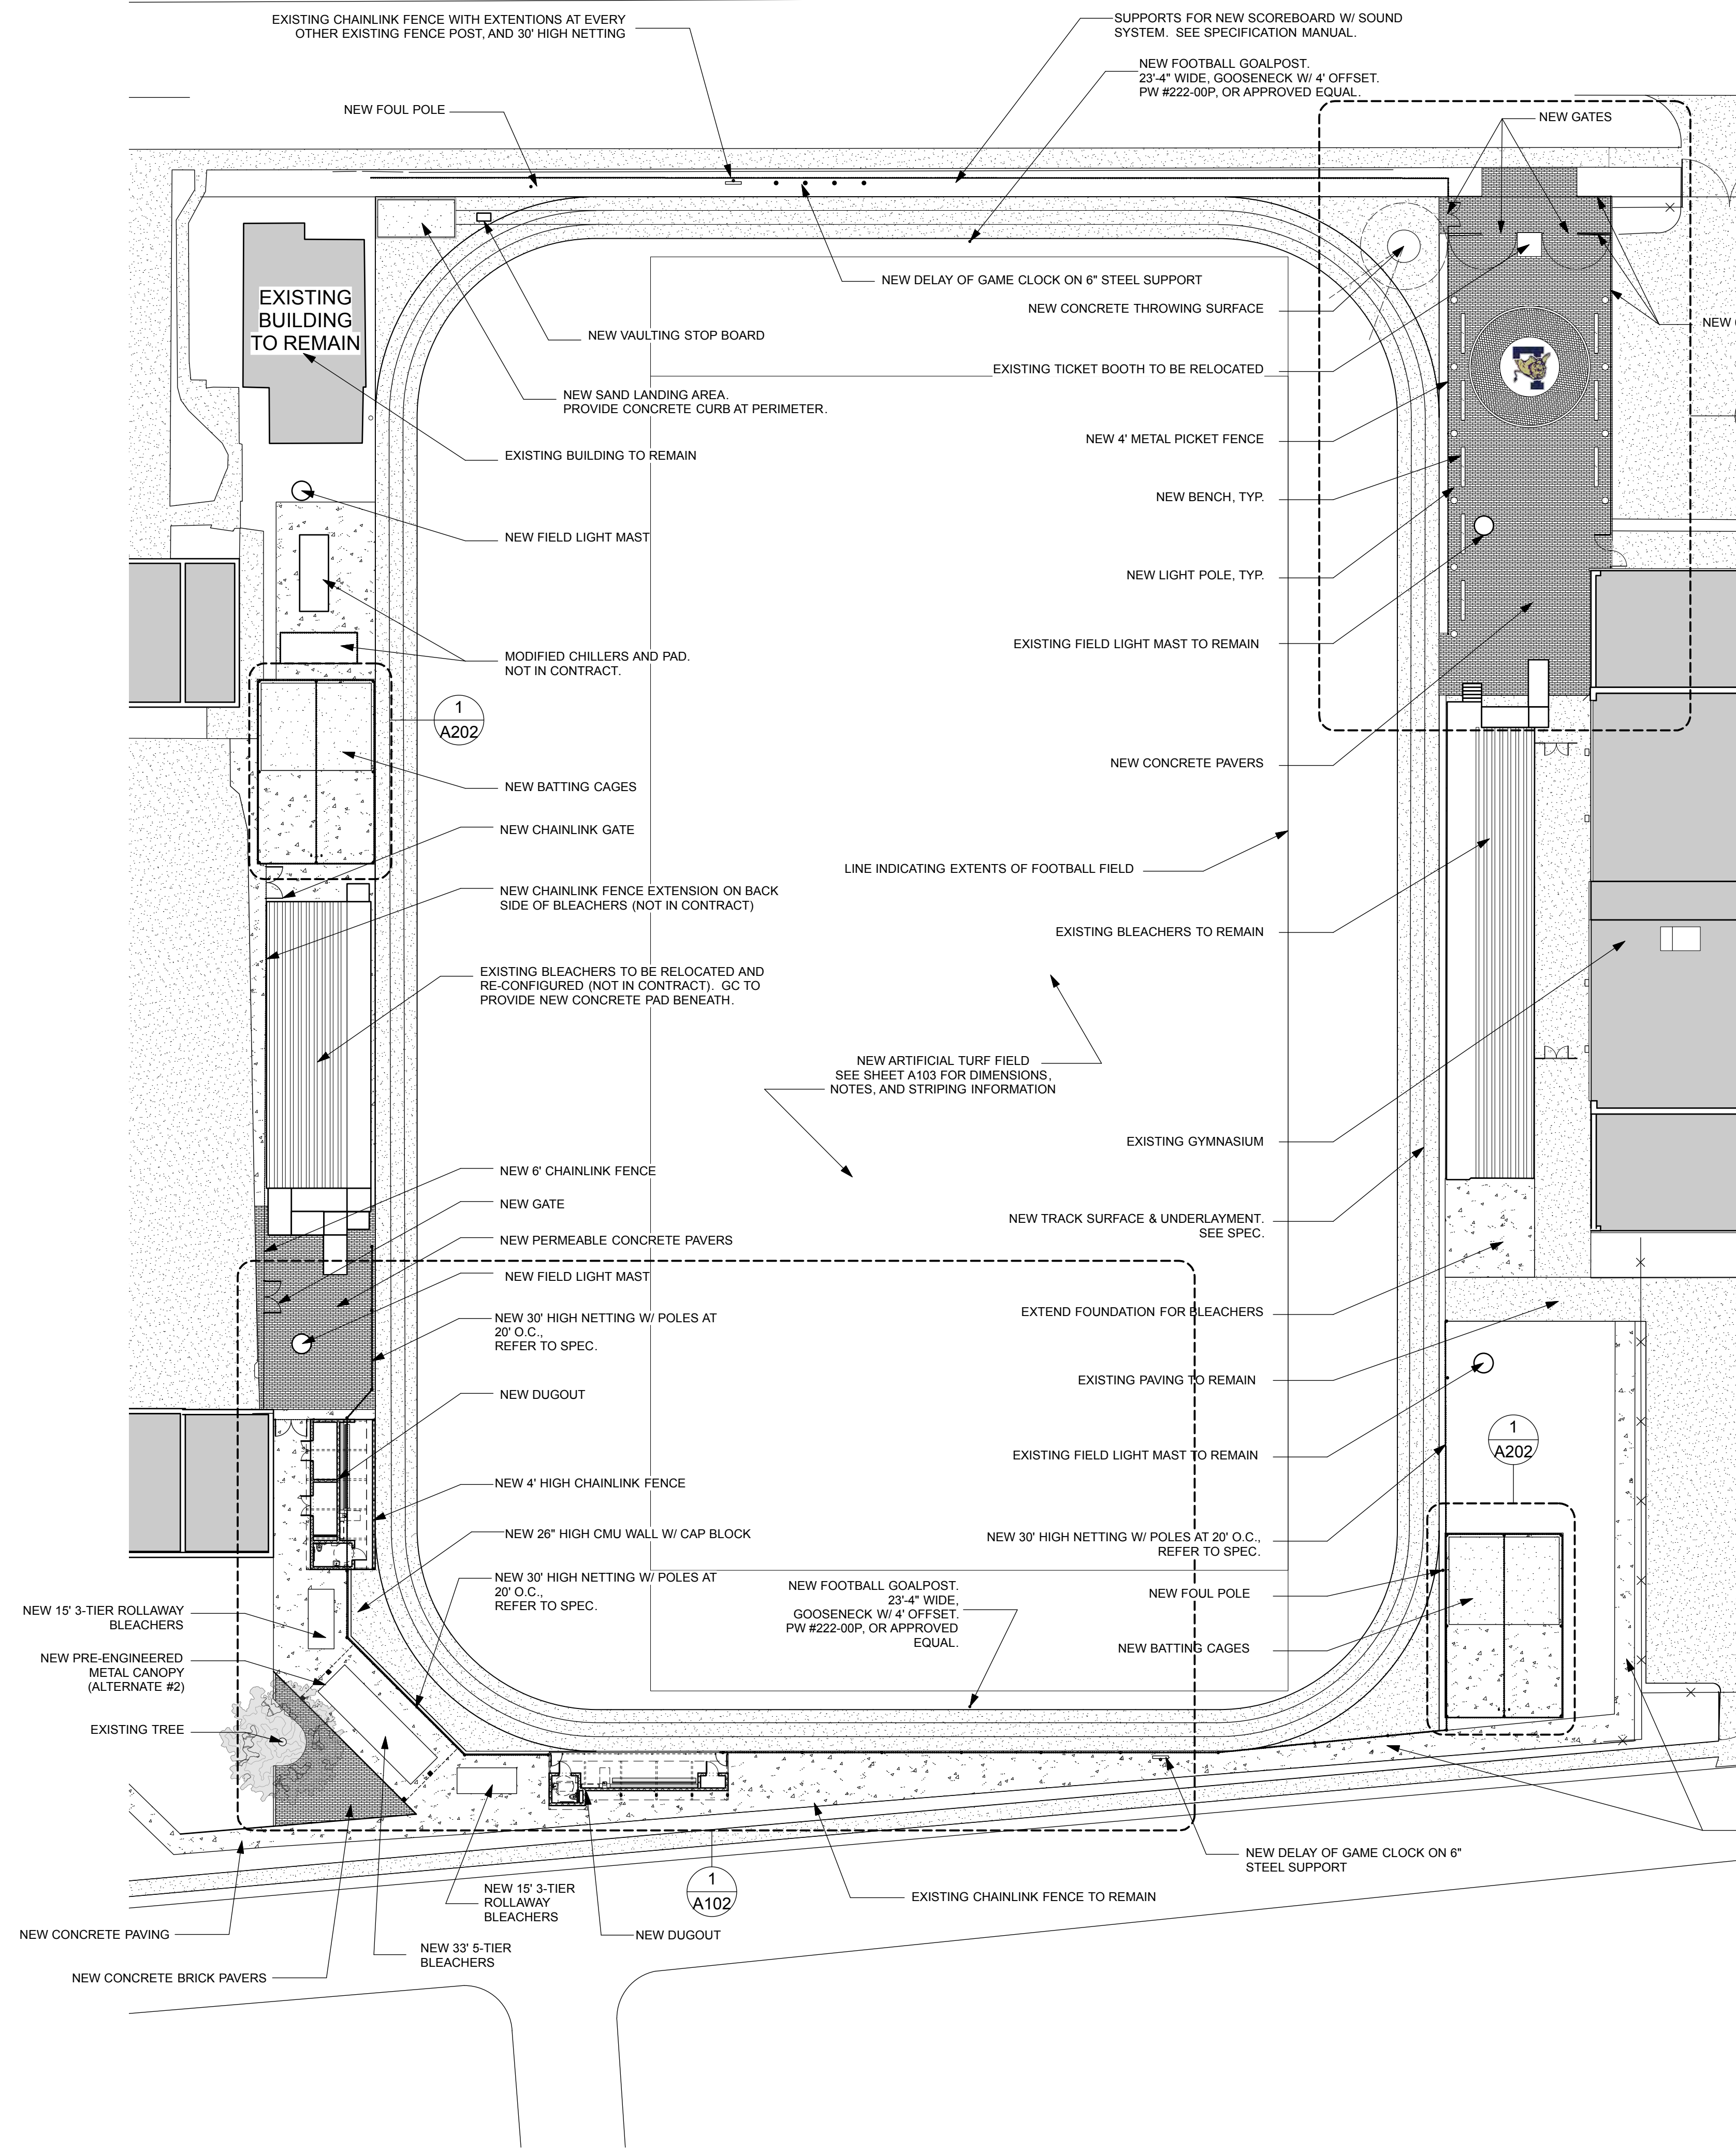 EXISTING CHAINLINK FENCE WITH EXTENTIONS AT EVERY
OTHER EXISTING FENCE POST, AND 30' HIGH NETTING
SUPPORTS FOR NEW SCOREBOARD W/ SOUND
SYSTEM. SEE SPECIFICATION MANUAL.
NEW FOOTBALL GOALPOST.
23'-4" WIDE, GOOSENECK W/ 4' OFFSET.
PW #222-00P, OR APPROVED EQUAL.
NEW FOUL POLE
NEW GATES
EXISTING
BUILDING
TO REMAIN
NEW DELAY OF GAME CLOCK ON 6" STEEL SUPPORT
NEW CONCRETE THROWING SURFACE
NEW
NEW VAULTING STOP BOARD
EXISTING TICKET BOOTH TO BE RELOCATED
T
NEW SAND LANDING AREA.
PROVIDE CONCRETE CURB AT PERIMETER.
NEW 4' METAL PICKET FENCE
EXISTING BUILDING TO REMAIN
NEW BENCH, TYP.
NEW FIELD LIGHT MAST
NEW LIGHT POLE, TYP.
EXISTING FIELD LIGHT MAST TO REMAIN
MODIFIED CHILLERS AND PAD.
NOT IN CONTRACT.
1
A202
NEW CONCRETE PAVERS
NEW BATTING CAGES
NEW CHAINLINK GATE
LINE INDICATING EXTENTS OF FOOTBALL FIELD
NEW CHAINLINK FENCE EXTENSION ON BACK
SIDE OF BLEACHERS (NOT IN CONTRACT)
EXISTING BLEACHERS TO REMAIN
EXISTING BLEACHERS TO BE RELOCATED AND
RE-CONFIGURED (NOT IN CONTRACT). GC TO
PROVIDE NEW CONCRETE PAD BENEATH.
NEW ARTIFICIAL TURF FIELD
SEE SHEET A103 FOR DIMENSIONS,
NOTES, AND STRIPING INFORMATION
EXISTING GYMNASIUM
NEW 6' CHAINLINK FENCE
NEW GATE
NEW TRACK SURFACE & UNDERLAYMENT.
SEE SPEC.
NEW PERMEABLE CONCRETE PAVERS
NEW FIELD LIGHT MAST
EXTEND FOUNDATION FOR BLEACHERS
NEW 30' HIGH NETTING W/ POLES AT
20' O.C.,
REFER TO SPEC.
EXISTING PAVING TO REMAIN
NEW DUGOUT
1
A202
EXISTING FIELD LIGHT MAST TO REMAIN
NEW 4' HIGH CHAINLINK FENCE
NEW 26" HIGH CMU WALL W/ CAP BLOCK
NEW 30' HIGH NETTING W/ POLES AT 20' O.C.,
REFER TO SPEC.
NEW 30' HIGH NETTING W/ POLES AT
20' O.C.,
REFER TO SPEC.
NEW FOOTBALL GOALPOST.
23'-4" WIDE,
GOOSENECK W/ 4' OFFSET.
PW #222-00P, OR APPROVED
EQUAL.
NEW FOUL POLE
NEW 15' 3-TIER ROLLAWAY
BLEACHERS
NEW BATTING CAGES
NEW PRE-ENGINEERED
METAL CANOPY
(ALTERNATE #2)
EXISTING TREE
NEW DELAY OF GAME CLOCK ON 6"
STEEL SUPPORT
1
A102
NEW 15' 3-TIER
ROLLAWAY
BLEACHERS
EXISTING CHAINLINK FENCE TO REMAIN
NEW CONCRETE PAVING
NEW DUGOUT
NEW 33' 5-TIER
BLEACHERS
NEW CONCRETE BRICK PAVERS